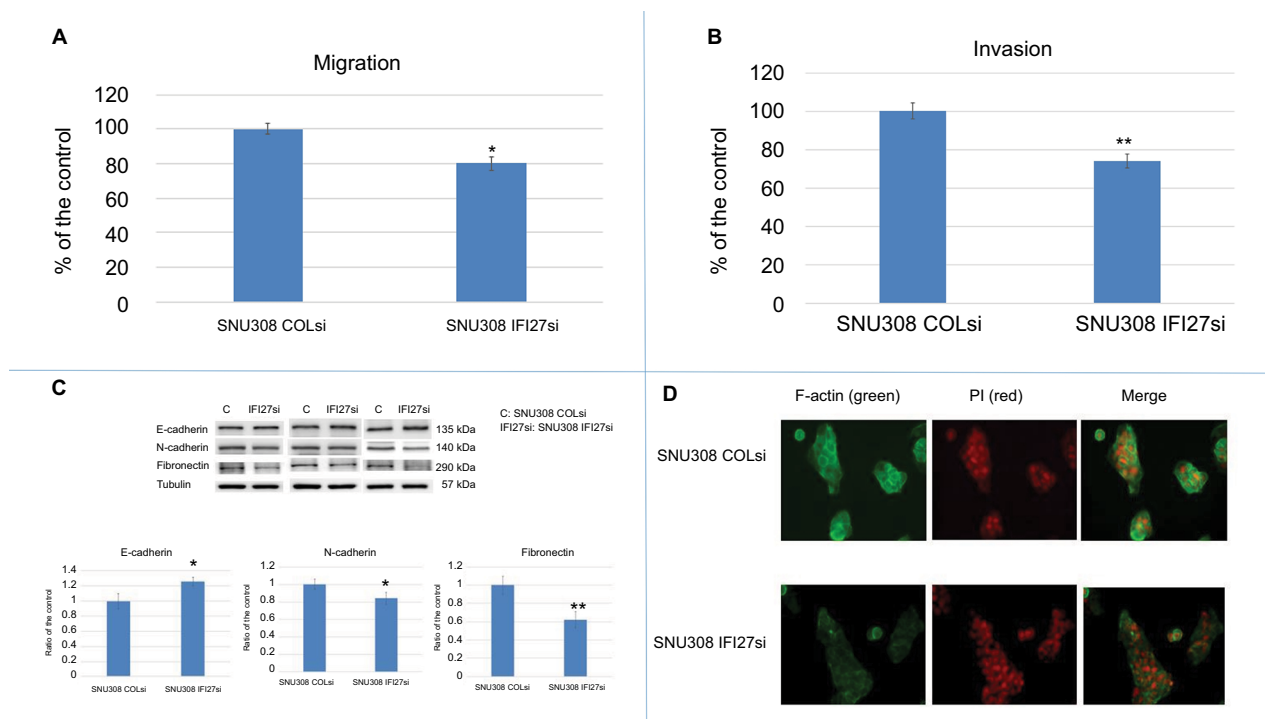 A
Migration
% of the control
120
100
80
60
40
20
0
*
SNU308 COLsi
SNU308 IFI27si
B
Invasion
% of the control
120
100
80
60
40
20
0
**
SNU308 COLsi
SNU308 IFI27si
C
C IFI27si C IFI27si C IFI27si
C: SNU308 COLsi
IFI27si: SNU308 IFI27si
E-cadherin 135 kDa
N-cadherin 140 kDa
Fibronectin 290 kDa
Tubulin 57 kDa
E-cadherin
Ratio of the control
1.4
1.2
1
0.8
0.6
0.4
0.2
0
*
SNU308 COLsi
SNU308 IFI27si
N-cadherin
Ratio of the control
1.2
1
0.8
0.6
0.4
0.2
0
*
SNU308 COLsi
SNU308 IFI27si
Fibronectin
Ratio of the control
1.2
1
0.8
0.6
0.4
0.2
0
**
SNU308 COLsi
SNU308 IFI27si
D
F-actin (green) PI (red) Merge
SNU308 COLsi
SNU308 IFI27si